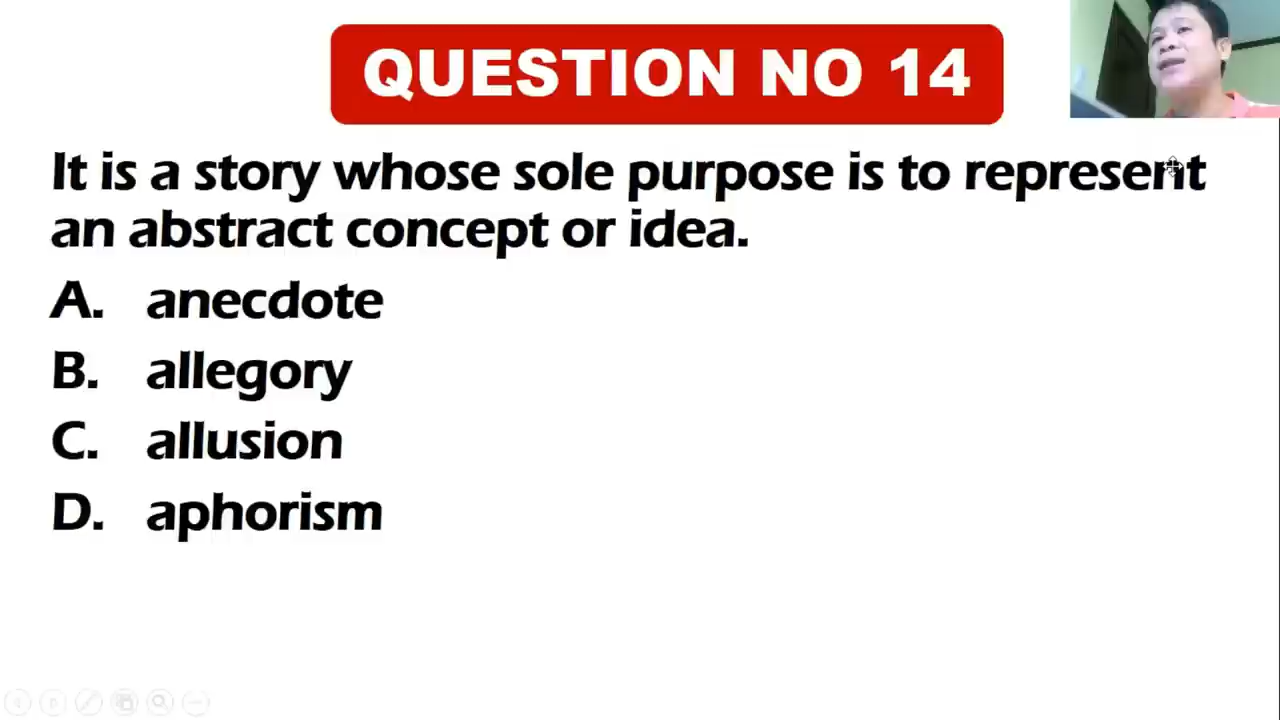 QUESTION NO 14
It is a story whose sole purpose is to represent
an abstract concept or idea.
A. anecdote
B. allegory
C. allusion
D. aphorism